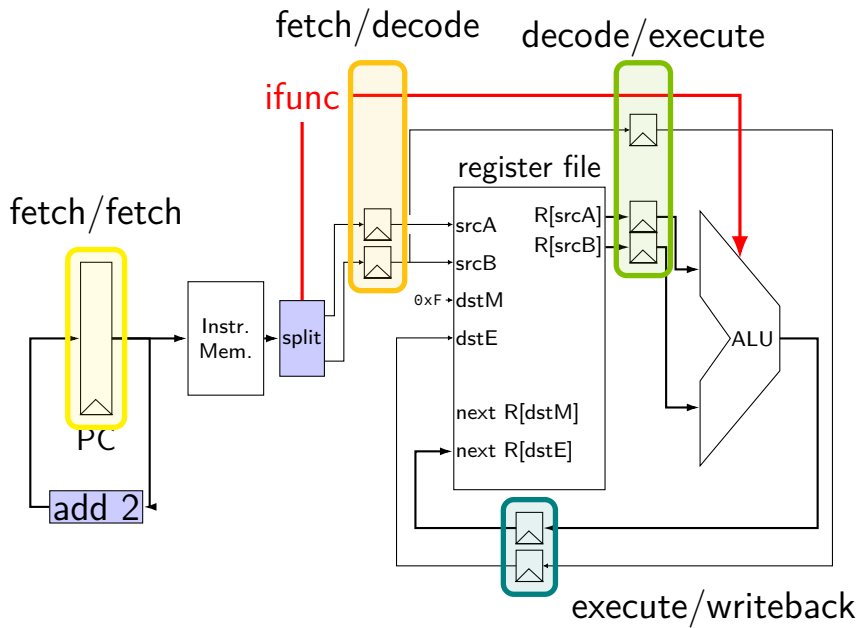 fetch/decode
decode/execute
ifunc
register file
fetch/fetch
srcA
R[srcA]
R[srcB]
srcB
0xF
dstM
Instr.
Mem.
split
dstE
ALU
next R[dstM]
PC
next R[dstE]
add 2
execute/writeback